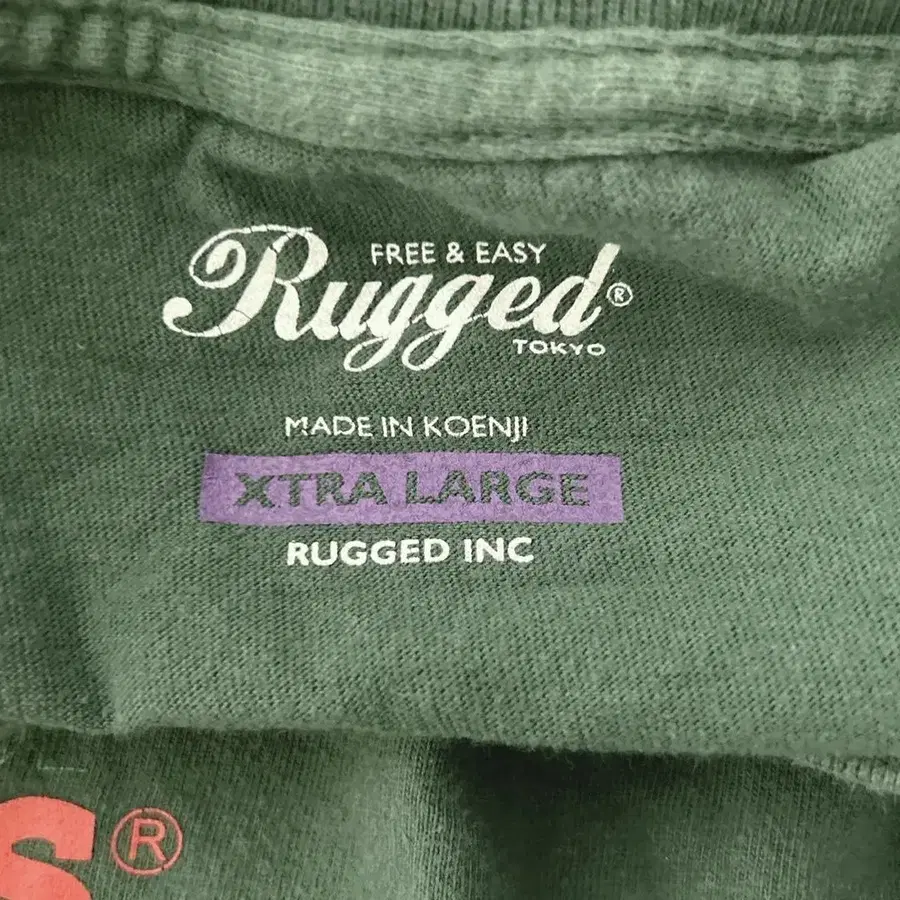 FREE & EASY
Rugged®
TOKYO
MADE IN KOENJI
XTRA LARGE
RUGGED INC
S®